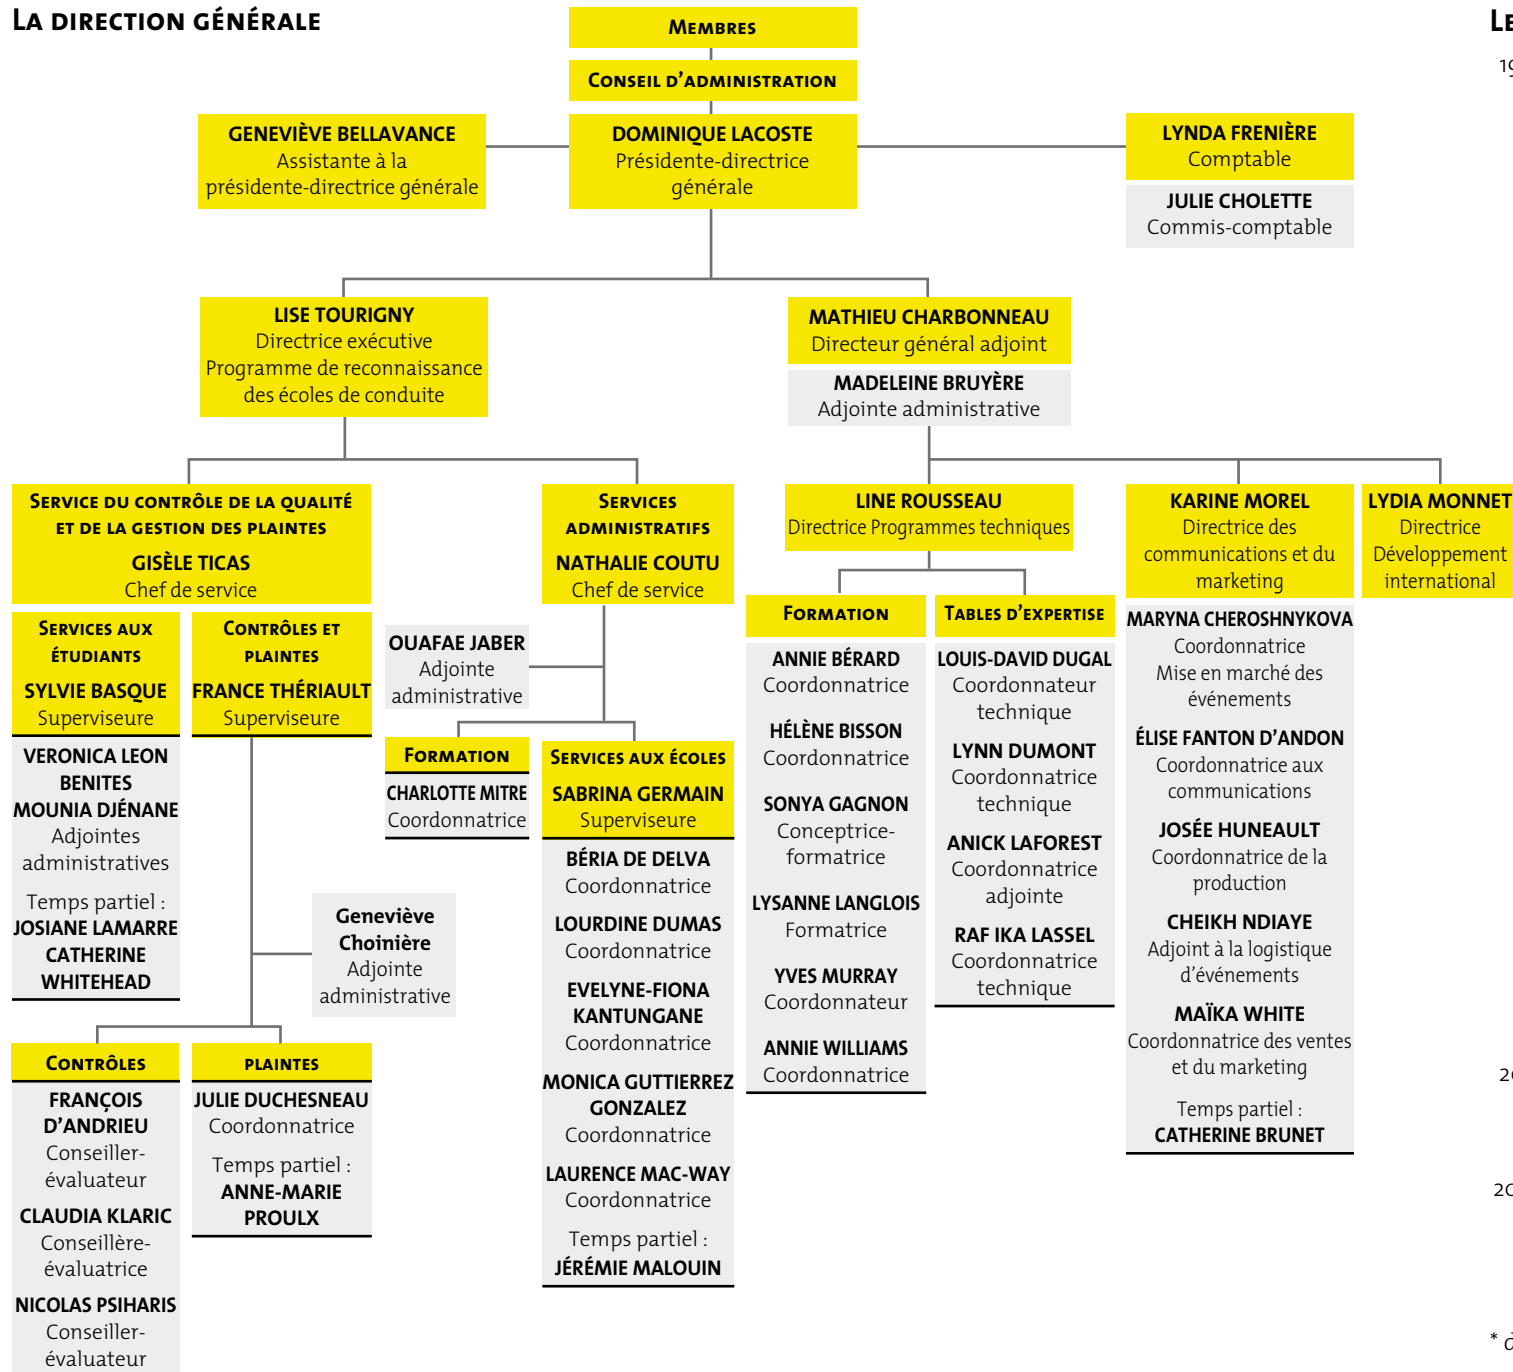 LA DIRECTION GÉNÉRALE
MEMBRES
CONSEIL D'ADMINISTRATION
GENEVIÈVE BELLAVANCE
Assistante à la
présidente-directrice générale
DOMINIQUE LACOSTE
Présidente-directrice
générale
LYNDA FRENIÈRE
Comptable
JULIE CHOLETTE
Commis-comptable
LISE TOURIGNY
Directrice exécutive
Programme de reconnaissance
des écoles de conduite
MATHIEU CHARBONNEAU
Directeur général adjoint
MADELEINE BRUYÈRE
Adjointe administrative
SERVICE DU CONTRÔLE DE LA QUALITÉ
ET DE LA GESTION DES PLAINTES
GISÈLE TICAS
Chef de service
SERVICES AUX
ÉTUDIANTS
SYLVIE BASQUE
Superviseure
VERONICA LEON
BENITES
MOUNIA DJÉNANE
Adjointes
administratives
Temps partiel :
JOSIANE LAMARRE
CATHERINE
WHITEHEAD
CONTRÔLES ET
PLAINTES
FRANCE THÉRIAULT
Superviseure
Geneviève
Choinière
Adjointe
administrative
CONTRÔLES
FRANÇOIS
D'ANDRIEU
Conseiller-
évaluateur
CLAUDIA KLARIC
Conseillère-
évaluatrice
NICOLAS PSIHARIS
Conseiller-
évaluateur
PLAINTES
JULIE DUCHESNEAU
Coordonnatrice
Temps partiel :
ANNE-MARIE
PROULX
SERVICES
ADMINISTRATIFS
NATHALIE COUTU
Chef de service
OUAFAE JABER
Adjointe
administrative
FORMATION
CHARLOTTE MITRE
Coordonnatrice
SERVICES AUX ÉCOLES
SABRINA GERMAIN
Superviseure
BÉRIA DE DELVA
Coordonnatrice
LOURDINE DUMAS
Coordonnatrice
EVELYNE-FIONA
KANTUNGANE
Coordonnatrice
MONICA GUTTIERREZ
GONZALEZ
Coordonnatrice
LAURENCE MAC-WAY
Coordonnatrice
Temps partiel :
JÉRÉMIE MALOUIN
LINE ROUSSEAU
Directrice Programmes techniques
FORMATION
ANNIE BÉRARD
Coordonnatrice
HÉLÈNE BISSON
Coordonnatrice
SONYA GAGNON
Conceptrice-
formatrice
LYSANNE LANGLOIS
Formatrice
YVES MURRAY
Coordonnateur
ANNIE WILLIAMS
Coordonnatrice
TABLES D'EXPERTISE
LOUIS-DAVID DUGAL
Coordonnateur
technique
LYNN DUMONT
Coordonnatrice
technique
ANICK LAFOREST
Coordonnatrice
adjointe
RAF IKA LASSEL
Coordonnatrice
technique
KARINE MOREL
Directrice des
communications et du
marketing
MARYNA CHEROSHNYKOVA
Coordonnatrice
Mise en marché des
événements
ÉLISE FANTON D'ANDON
Coordonnatrice aux
communications
JOSÉE HUNEAULT
Coordonnatrice de la
production
CHEIKH NDIAYE
Adjoint à la logistique
d'événements
MAÏKA WHITE
Coordonnatrice des ventes
et du marketing
Temps partiel :
CATHERINE BRUNET
LYDIA MONNET
Directrice
Développement
international